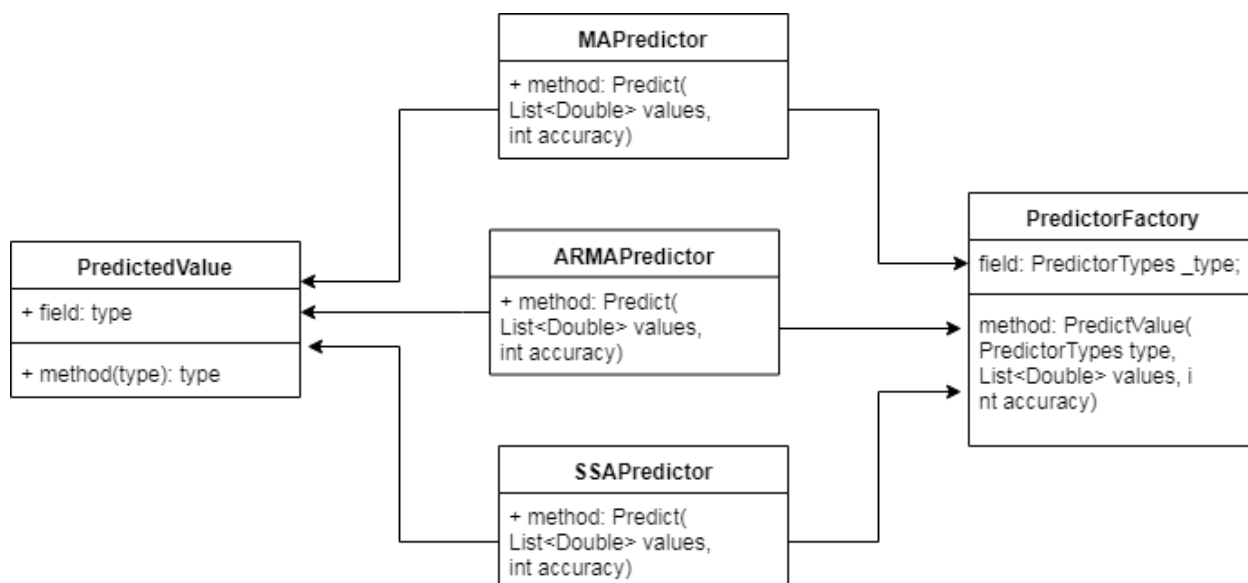 MAPredictor
+ method: Predict(
List<Double> values,
int accuracy)
PredictedValue
+ field: type
+ method(type): type
ARMAPredictor
+ method: Predict(
List<Double> values,
int accuracy)
SSAPredictor
+ method: Predict(
List<Double> values,
int accuracy)
PredictorFactory
field: PredictorTypes _type;
method: PredictValue(
PredictorTypes type,
List<Double> values, i
nt accuracy)